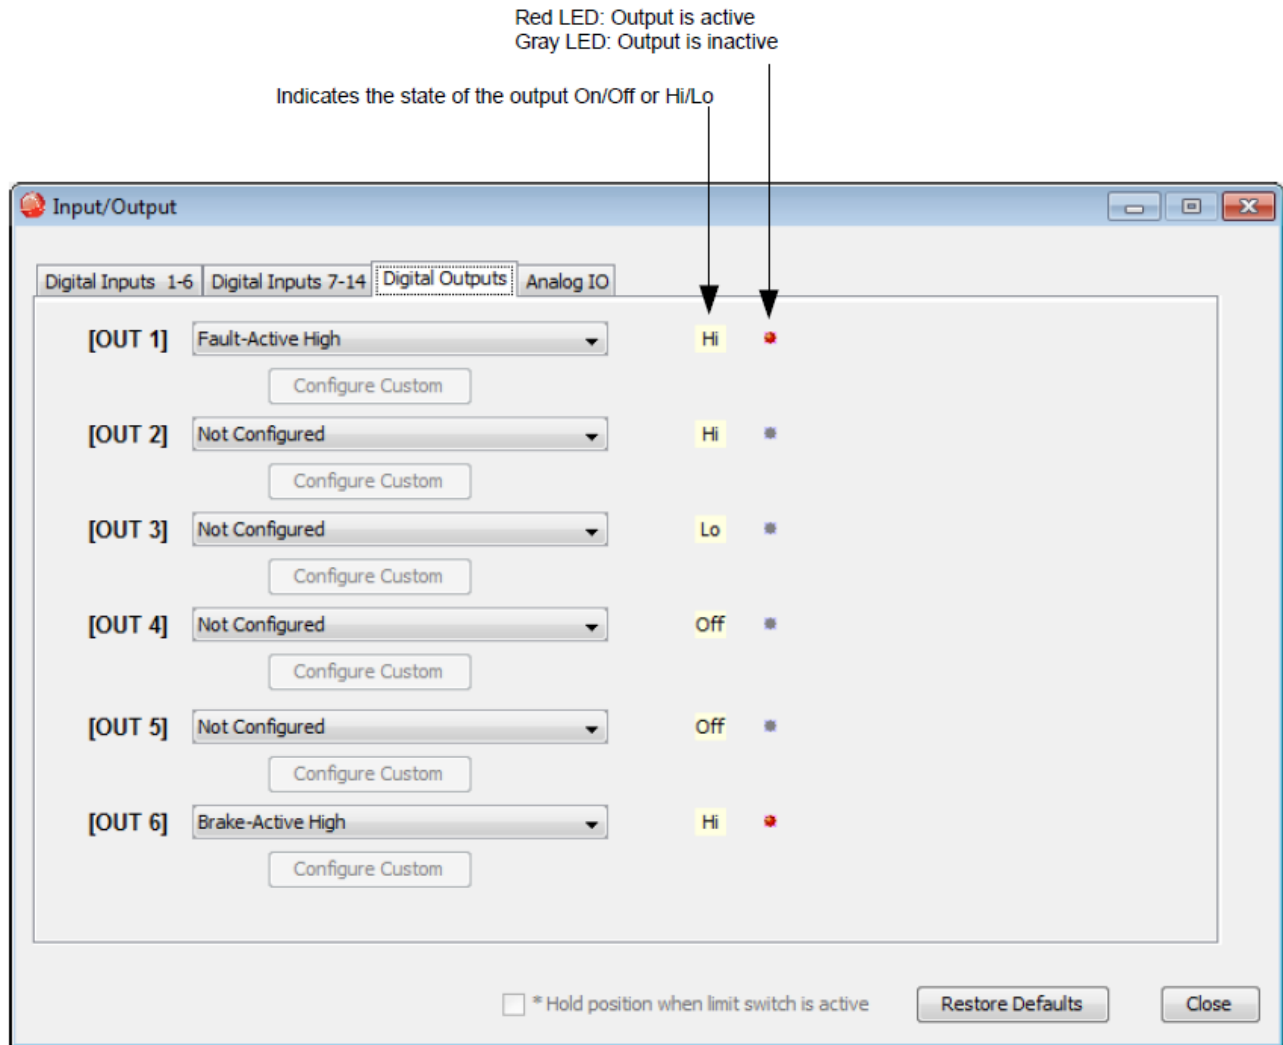 Red LED: Output is active
Gray LED: Output is inactive
Indicates the state of the output On/Off or Hi/Lo
Input/Output
Digital Inputs 1-6 Digital Inputs 7-14 Digital Outputs Analog IO
[OUT 1] Fault-Active High Hi
Configure Custom
[OUT 2] Not Configured Hi
Configure Custom
[OUT 3] Not Configured Lo
Configure Custom
[OUT 4] Not Configured Off
Configure Custom
[OUT 5] Not Configured Off
Configure Custom
[OUT 6] Brake-Active High Hi
Configure Custom
* Hold position when limit switch is active Restore Defaults Close